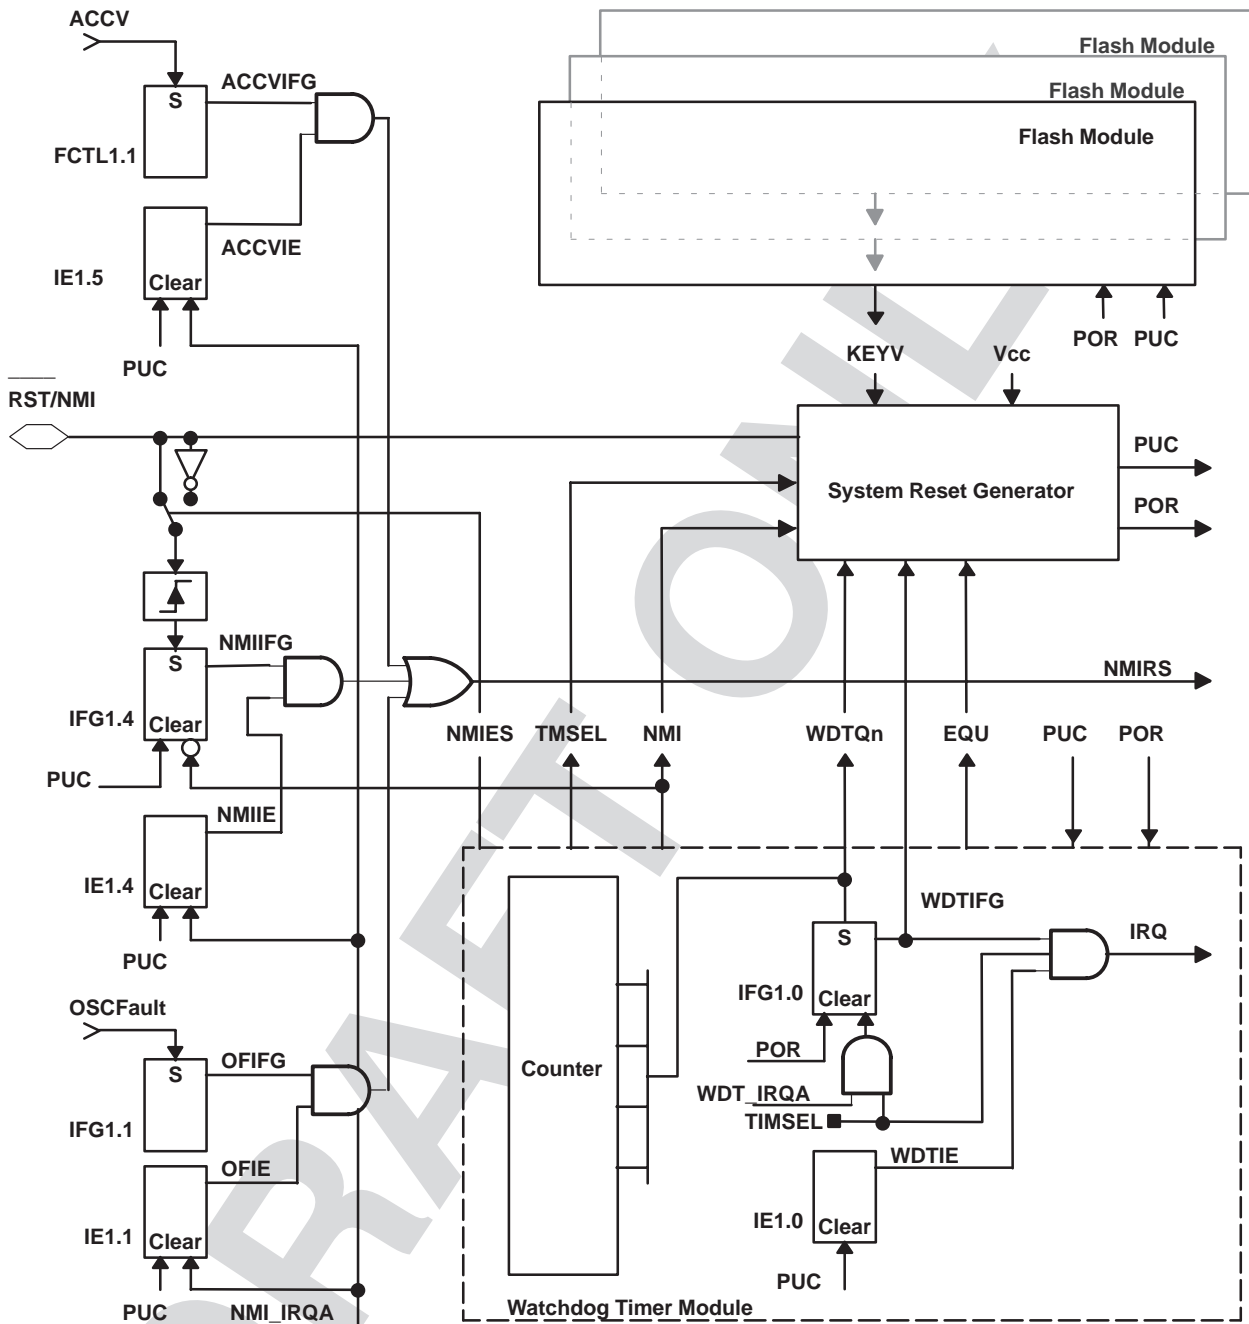 ACCV
Flash Module
Flash Module
Flash Module
S
ACCVIFG
FCTL1.1
ACCVIE
IE1.5
Clear
PUC
POR
PUC
KEYV
Vcc
RST/NMI
System Reset Generator
PUC
POR
S
NMIIFG
IFG1.4
Clear
PUC
NMIRS
NMIES
TMSEL
NMI
WDTQn
EQU
PUC
POR
NMIIE
IE1.4
Clear
PUC
WDTIFG
S
IRQ
IFG1.0
Clear
OSCFault
POR
S
OFIFG
Counter
WDT_IRQA
TIMSEL
IFG1.1
OFIE
WDTIE
IE1.1
Clear
IE1.0
Clear
PUC
PUC
NMI_IRQA
Watchdog Timer Module
DRAFT ONLY